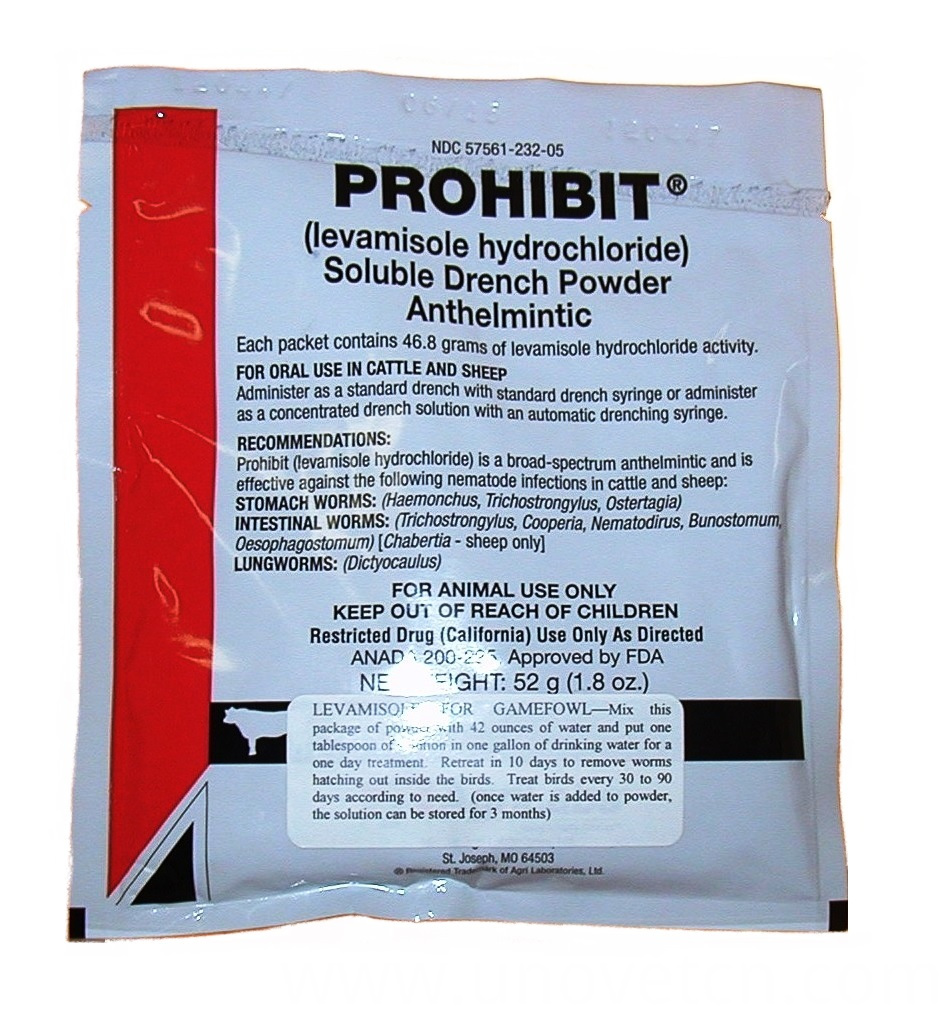 NDC 57561-232-05
PROHIBIT®
(levamisole hydrochloride)
Soluble Drench Powder
Anthelmintic
Each packet contains 46.8 grams of levamisole hydrochloride activity.
FOR ORAL USE IN CATTLE AND SHEEP
Administer as a standard drench with standard drench syringe or administer
as a concentrated drench solution with an automatic drenching syringe.
RECOMMENDATIONS:
Prohibit (levamisole hydrochloride) is a broad-spectrum anthelmintic and is
effective against the following nematode infections in cattle and sheep:
STOMACH WORMS: (Haemonchus, Trichostrongylus, Ostertagia)
INTESTINAL WORMS: (Trichostrongylus, Cooperia, Nematodirus, Bunostomum,
Oesophagostomum) [Chabertia - sheep only]
LUNGWORMS: (Dictyocaulus)
FOR ANIMAL USE ONLY
KEEP OUT OF REACH OF CHILDREN
Restricted Drug (California) Use Only As Directed
Approved by FDA
52 g (1.8 oz.)
LEVAMISOLE FOR GAMEFOWL—Mix this
package of powder with 42 ounces of water and put one
tablespoon of solution in one gallon of drinking water for a
one day treatment. Retreat in 10 days to remove worms
hatching out inside the birds. Treat birds every 30 to 90
days according to need. (once water is added to powder,
the solution can be stored for 3 months)
St. Joseph, MO 64503
® Registered Trademark of Agri Laboratories, Ltd.